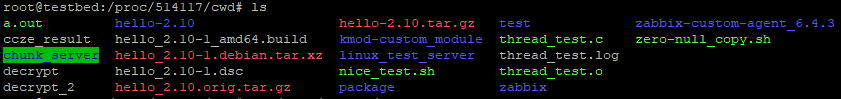 root@testbed:/proc/514117/cwd# ls
a.out hello-2.10 hello-2.10.tar.gz test zabbix-custom-agent_6.4.3
ccze_result hello_2.10-1_amd64.build kmod-custom_module thread_test.c zero-null_copy.sh
chunk_server hello_2.10-1.debian.tar.xz linux_test_server thread_test.log
decrypt hello_2.10-1.dsc nice_test.sh thread_test.o
decrypt_2 hello_2.10.orig.tar.gz package zabbix